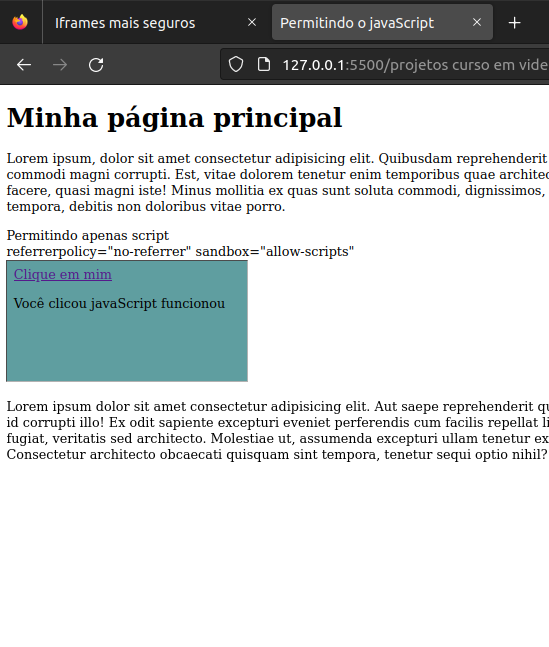 Iframes mais seguros
Permitindo o javaScript
127.0.0.1:5500/projetos curso em vide
Minha página principal
Lorem ipsum, dolor sit amet consectetur adipisicing elit. Quibusdam reprehenderit
commodi magni corrupti. Est, vitae dolorem tenetur enim temporibus quae architec
facere, quasi magni iste! Minus mollitia ex quas sunt soluta commodi, dignissimos,
tempora, debitis non doloribus vitae porro.
Permitindo apenas script
referrerpolicy="no-referrer" sandbox="allow-scripts"
Clique em mim
Você clicou javaScript funcionou
Lorem ipsum dolor sit amet consectetur adipisicing elit. Aut saepe reprehenderit qu
id corrupti illo! Ex odit sapiente excepturi eveniet perferendis cum facilis repellat li
fugiat, veritatis sed architecto. Molestiae ut, assumenda excepturi ullam tenetur ex
Consectetur architecto obcaecati quisquam sint tempora, tenetur sequi optio nihil?